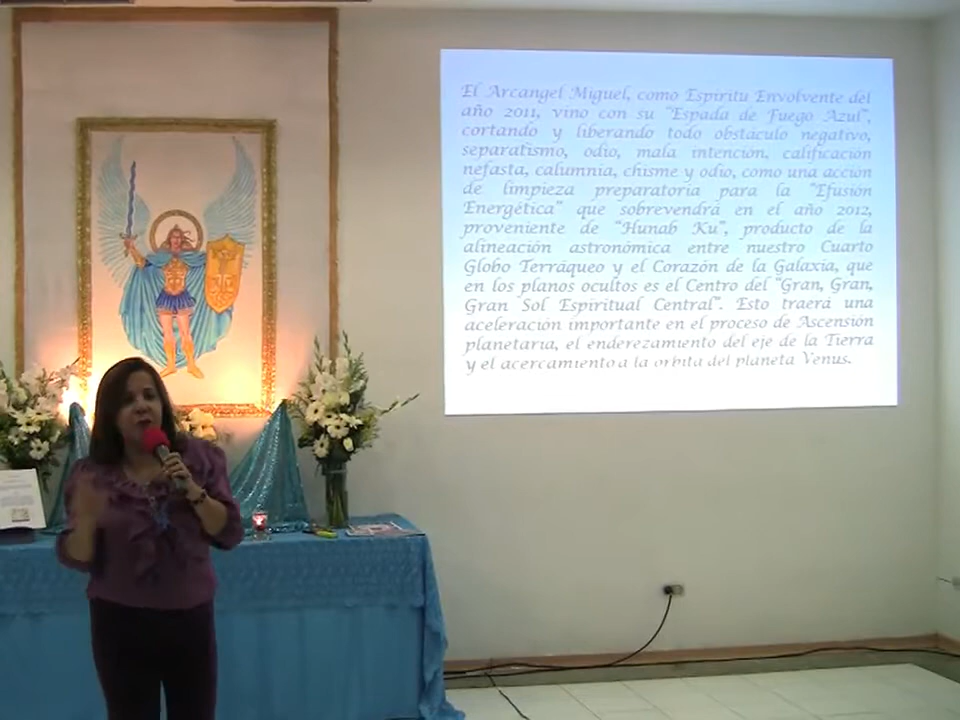 El Arcangel Miguel, como Espíritu Envolvente del
año 2011, vino con su "Espada de Fuego Azul",
cortando y liberando todo obstáculo negativo,
separatismo, odio, mala intención, calificación
nefasta, calumnia, chisme y odio, como una acción
de limpieza preparatoria para la "Efusión
Energética" que sobrevendrá en el año 2012,
proveniente de "Hunab Ku", producto de la
alineación astronómica entre nuestro Cuarto
Globo Terráqueo y el Corazón de la Galaxia, que
en los planos ocultos es el Centro del "Gran, Gran,
Gran Sol Espiritual Central". Esto traerá una
aceleración importante en el proceso de Ascensión
planetaria, el enderezamiento del eje de la Tierra
y el acercamiento a la orbita del planeta Venus.